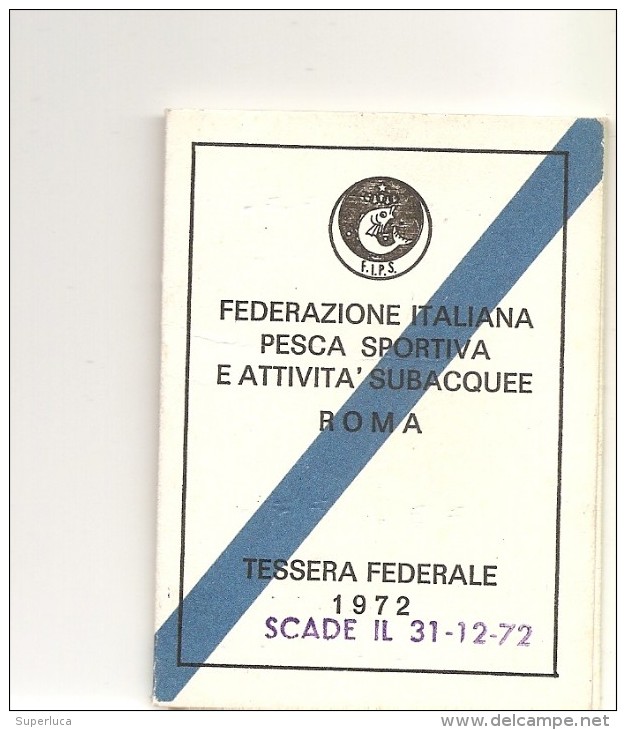 F.I.P.S.
FEDERAZIONE ITALIANA
PESCA SPORTIVA
E ATTIVITA' SUBACQUEE
ROMA
TESSERA FEDERALE
1972
SCADE IL 31-12-72
Superluca
www.delcampe.net